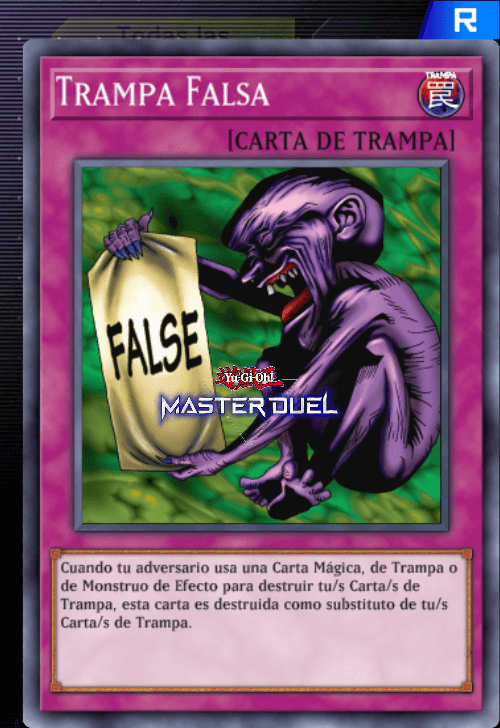 Todas las
R
TRAMPA FALSA
TRAMPA
罠
[CARTA DE TRAMPA]
FALSE
Yu-Gi-Oh!
MASTER DUEL
Cuando tu adversario usa una Carta Mágica, de Trampa o
de Monstruo de Efecto para destruir tu/s Carta/s de
Trampa, esta carta es destruida como substituto de tu/s
Carta/s de Trampa.